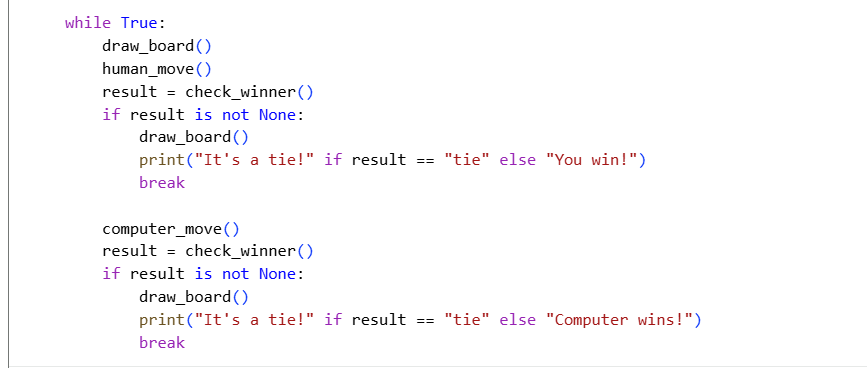 while True:
    draw_board()
    human_move()
    result = check_winner()
    if result is not None:
        draw_board()
        print("It's a tie!" if result == "tie" else "You win!")
        break

    computer_move()
    result = check_winner()
    if result is not None:
        draw_board()
        print("It's a tie!" if result == "tie" else "Computer wins!")
        break